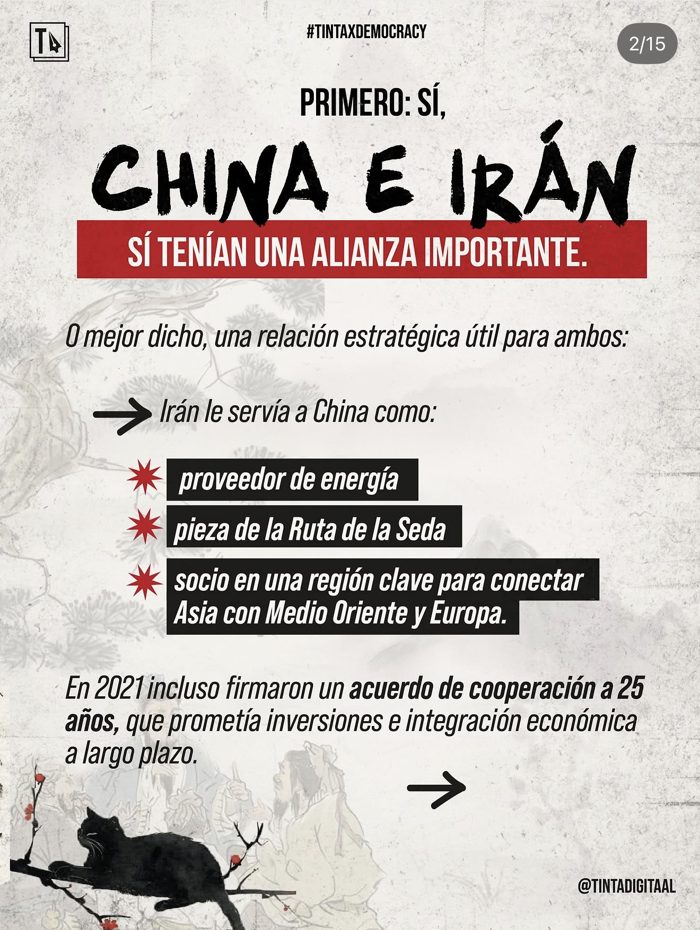 #TINTAXDEMOCRACY
2/15
PRIMERO: SÍ,
CHINA E IRÁN
SÍ TENÍAN UNA ALIANZA IMPORTANTE.
O mejor dicho, una relación estratégica útil para ambos:
Irán le servía a China como:
proveedor de energía
pieza de la Ruta de la Seda
socio en una región clave para conectar
Asia con Medio Oriente y Europa.
En 2021 incluso firmaron un acuerdo de cooperación a 25
años, que prometía inversiones e integración económica
a largo plazo.
@TINTADIGITAAL